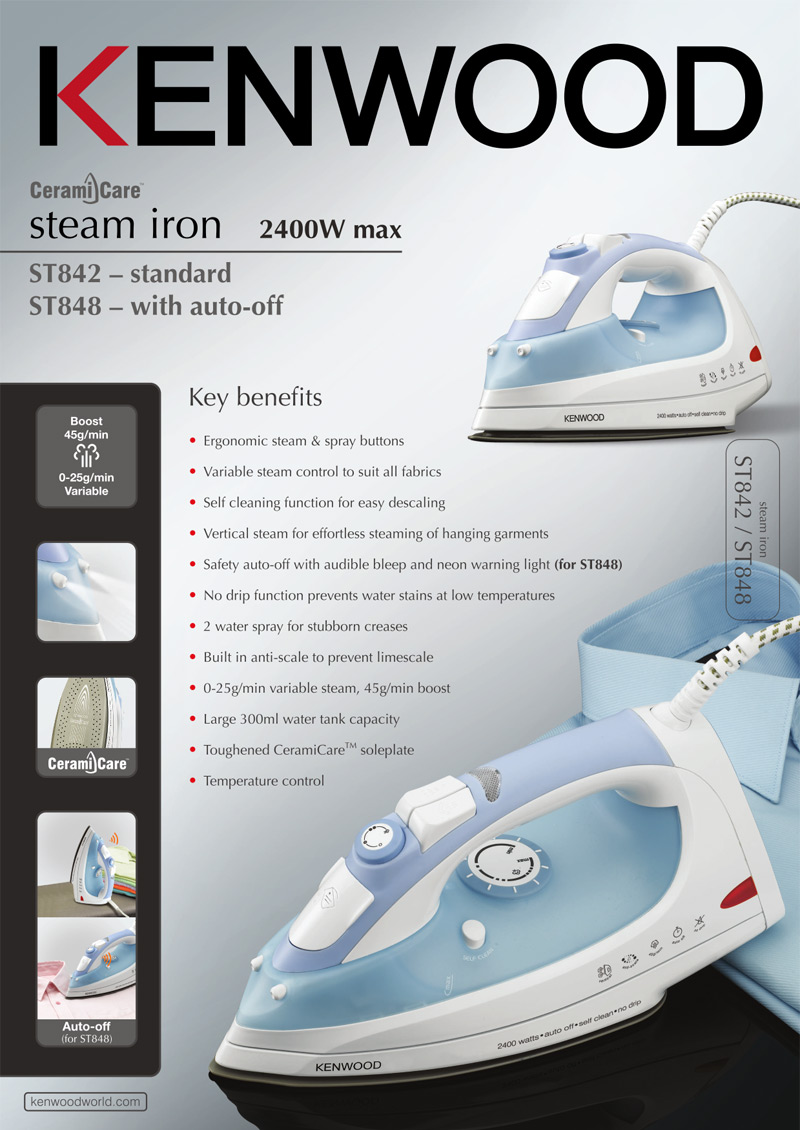 KENWOOD
CeramiCare™
steam iron 2400W max
ST842 – standard
ST848 – with auto-off
KENWOOD
2400 watts•auto off•self clean•no drip
steam iron
ST842 / ST848
Boost
45g/min
0-25g/min
Variable
CeramiCare™
Auto-off
(for ST848)
Key benefits
• Ergonomic steam & spray buttons
• Variable steam control to suit all fabrics
• Self cleaning function for easy descaling
• Vertical steam for effortless steaming of hanging garments
• Safety auto-off with audible bleep and neon warning light (for ST848)
• No drip function prevents water stains at low temperatures
• 2 water spray for stubborn creases
• Built in anti-scale to prevent limescale
• 0-25g/min variable steam, 45g/min boost
• Large 300ml water tank capacity
• Toughened CeramiCare™ soleplate
• Temperature control
max
SELF CLEAN
2400 watts•auto off•self clean•no drip
KENWOOD
kenwoodworld.com